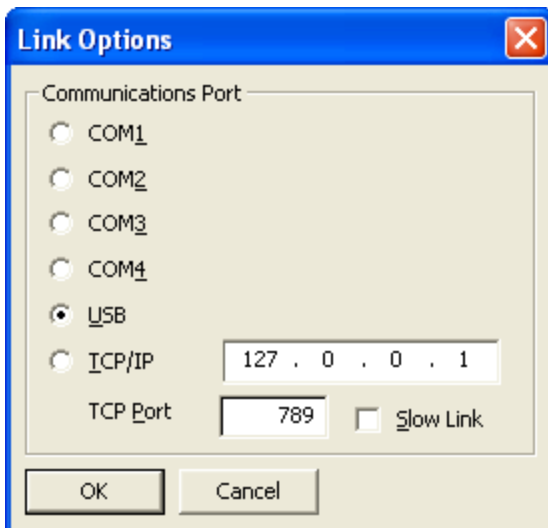 Link Options
Communications Port
COM1
COM2
COM3
COM4
USB
TCP/IP 127 . 0 . 0 . 1
TCP Port 789 Slow Link
OK Cancel